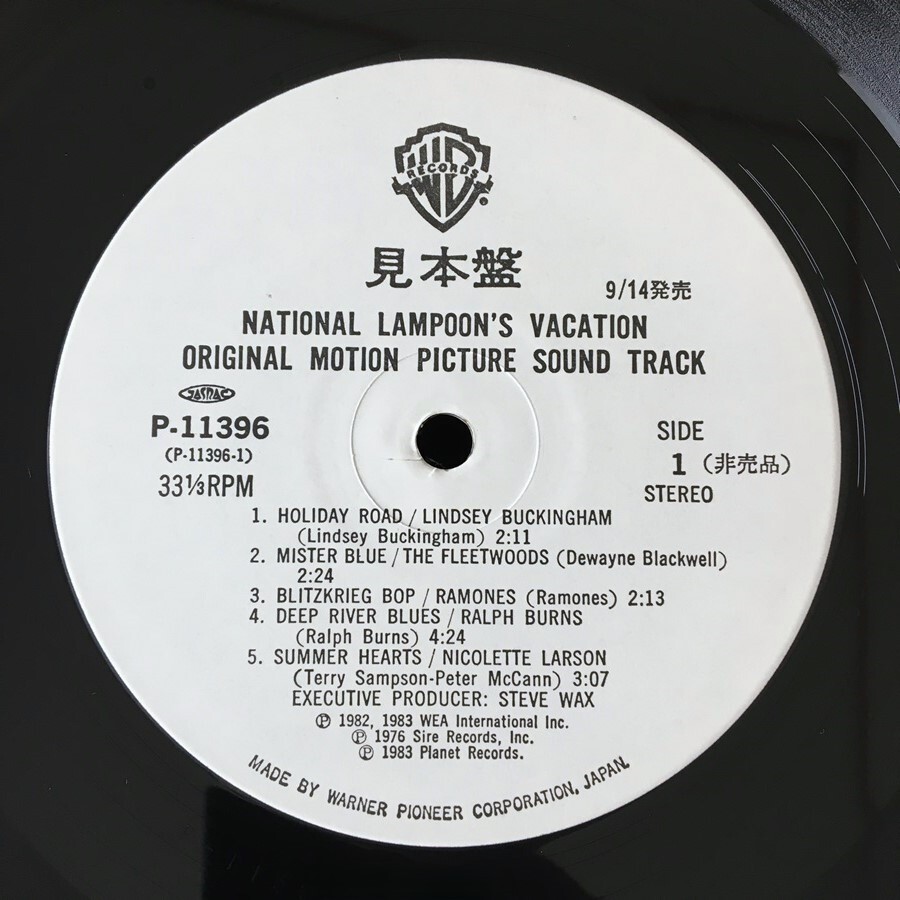 WB
RECORDS
®
見本盤
9/14発売
NATIONAL LAMPOON'S VACATION
ORIGINAL MOTION PICTURE SOUND TRACK
JASRAC
P-11396
(P-11396-1)
33⅓RPM
SIDE
1 (非売品)
STEREO
1. HOLIDAY ROAD / LINDSEY BUCKINGHAM
(Lindsey Buckingham) 2:11
2. MISTER BLUE / THE FLEETWOODS (Dewayne Blackwell)
2:24
3. BLITZKRIEG BOP / RAMONES (Ramones) 2:13
4. DEEP RIVER BLUES / RALPH BURNS
(Ralph Burns) 4:24
5. SUMMER HEARTS / NICOLETTE LARSON
(Terry Sampson-Peter McCann) 3:07
EXECUTIVE PRODUCER: STEVE WAX
℗ 1982, 1983 WEA International Inc.
℗ 1976 Sire Records, Inc.
℗ 1983 Planet Records.
MADE BY WARNER PIONEER CORPORATION, JAPAN.